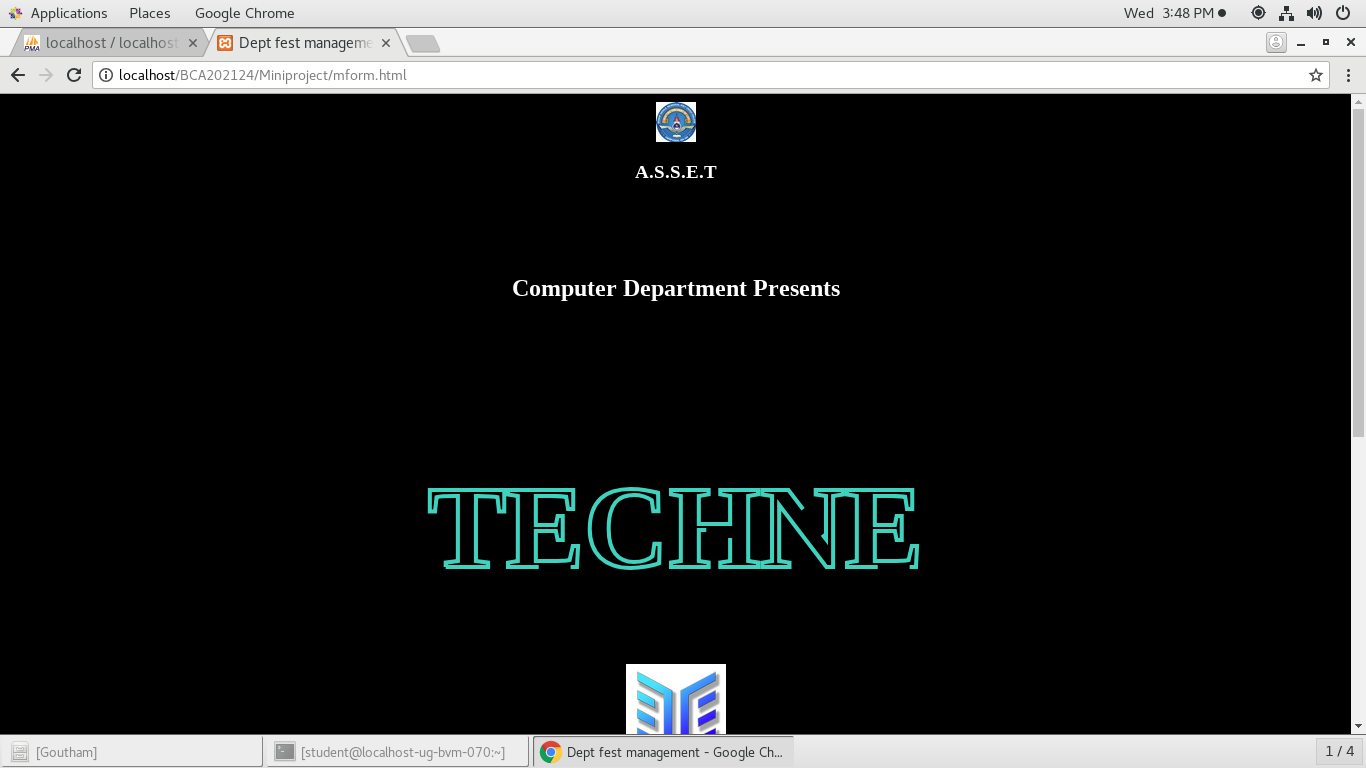 Applications Places Google Chrome Wed 3:48 PM
PMA localhost / localhost Dept fest manageme
localhost/BCA202124/Miniproject/mform.html
A.S.S.E.T
Computer Department Presents
TECHNE
[Goutham] [student@localhost-ug-bvm-070:~] Dept fest management - Google Ch... 1 / 4